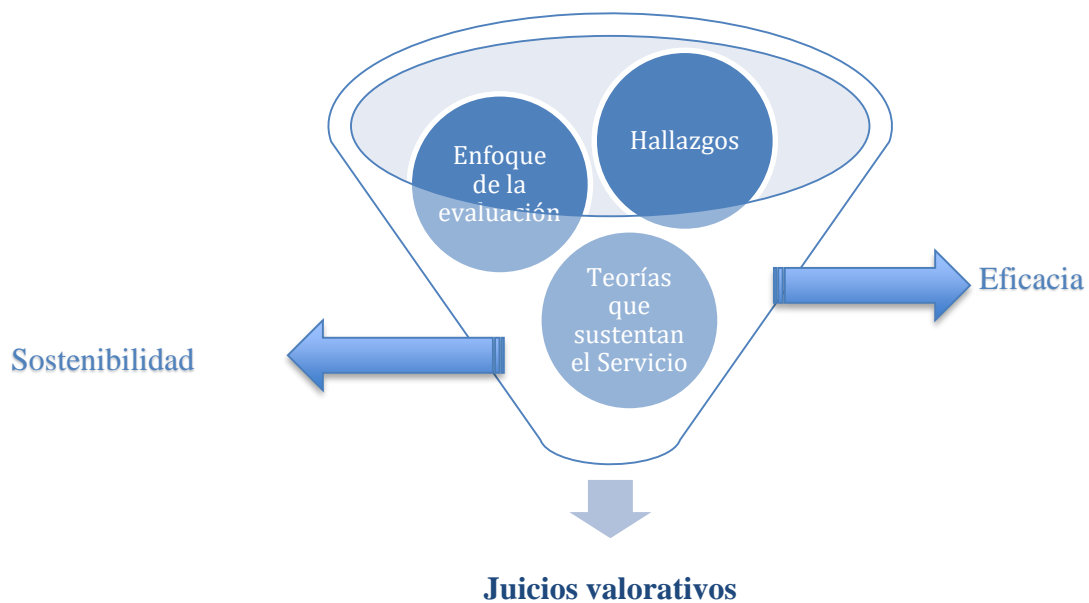 Enfoque
de la
evaluación
Hallazgos
Teorías
que
sustentan
el Servicio
Eficacia
Sostenibilidad
Juicios valorativos